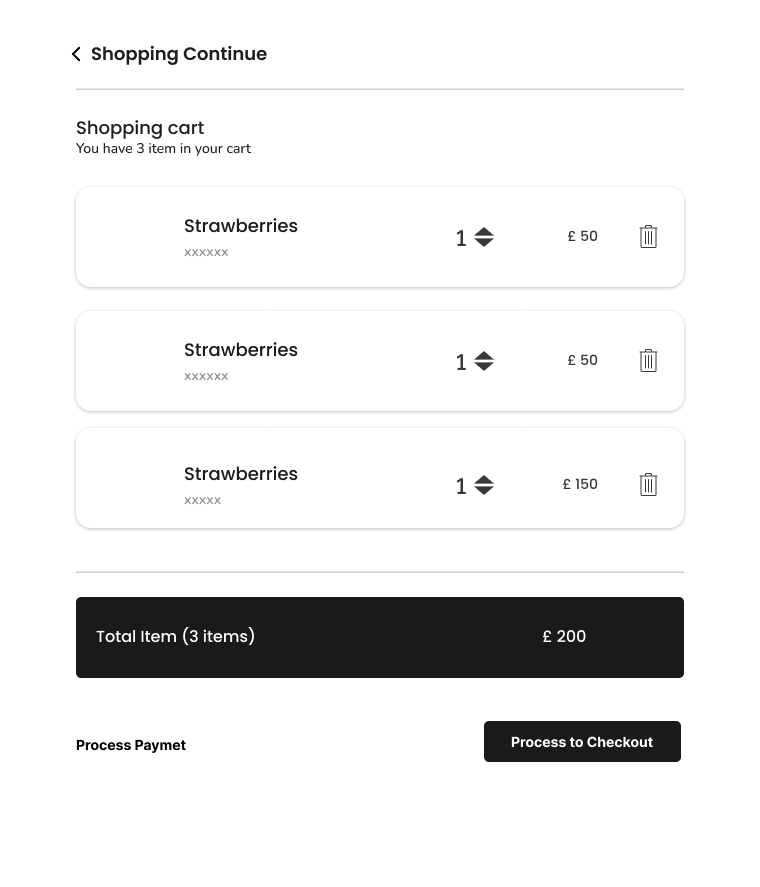 Shopping Continue
Shopping cart
You have 3 item in your cart
Strawberries
xxxxxx
1
£ 50
Strawberries
xxxxxx
1
£ 50
Strawberries
xxxxx
1
£ 150
Total Item (3 items)
£ 200
Process Paymet
Process to Checkout